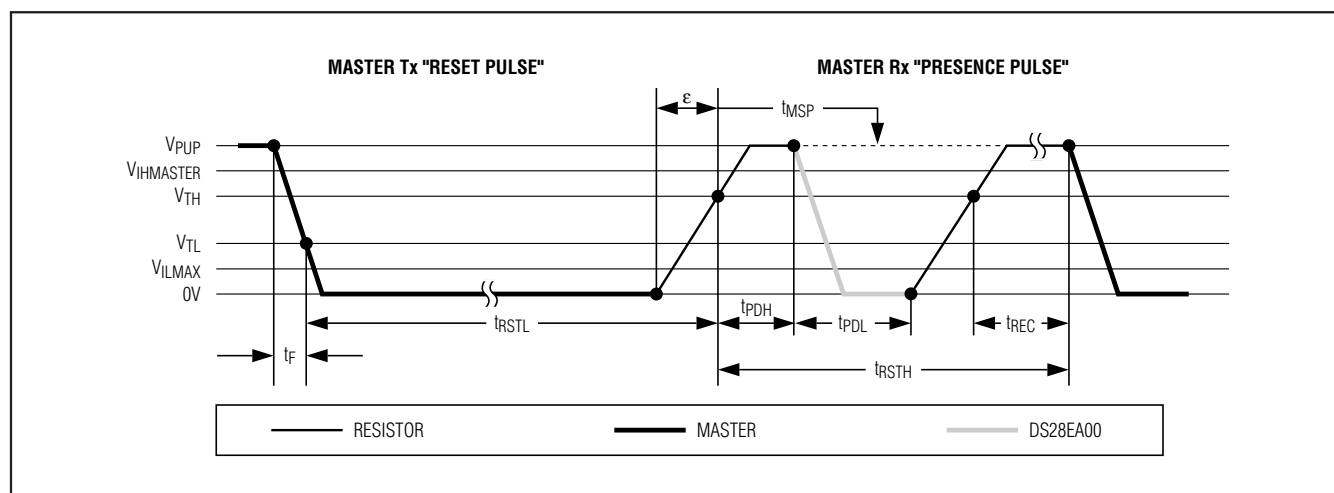 MASTER Tx "RESET PULSE" MASTER Rx "PRESENCE PULSE"
ε tMSP
VPUP
VIHMASTER
VTH
VTL
VILMAX
0V
tRSTL tPDH tPDL tREC
tF tRSTH
RESISTOR MASTER DS28EA00